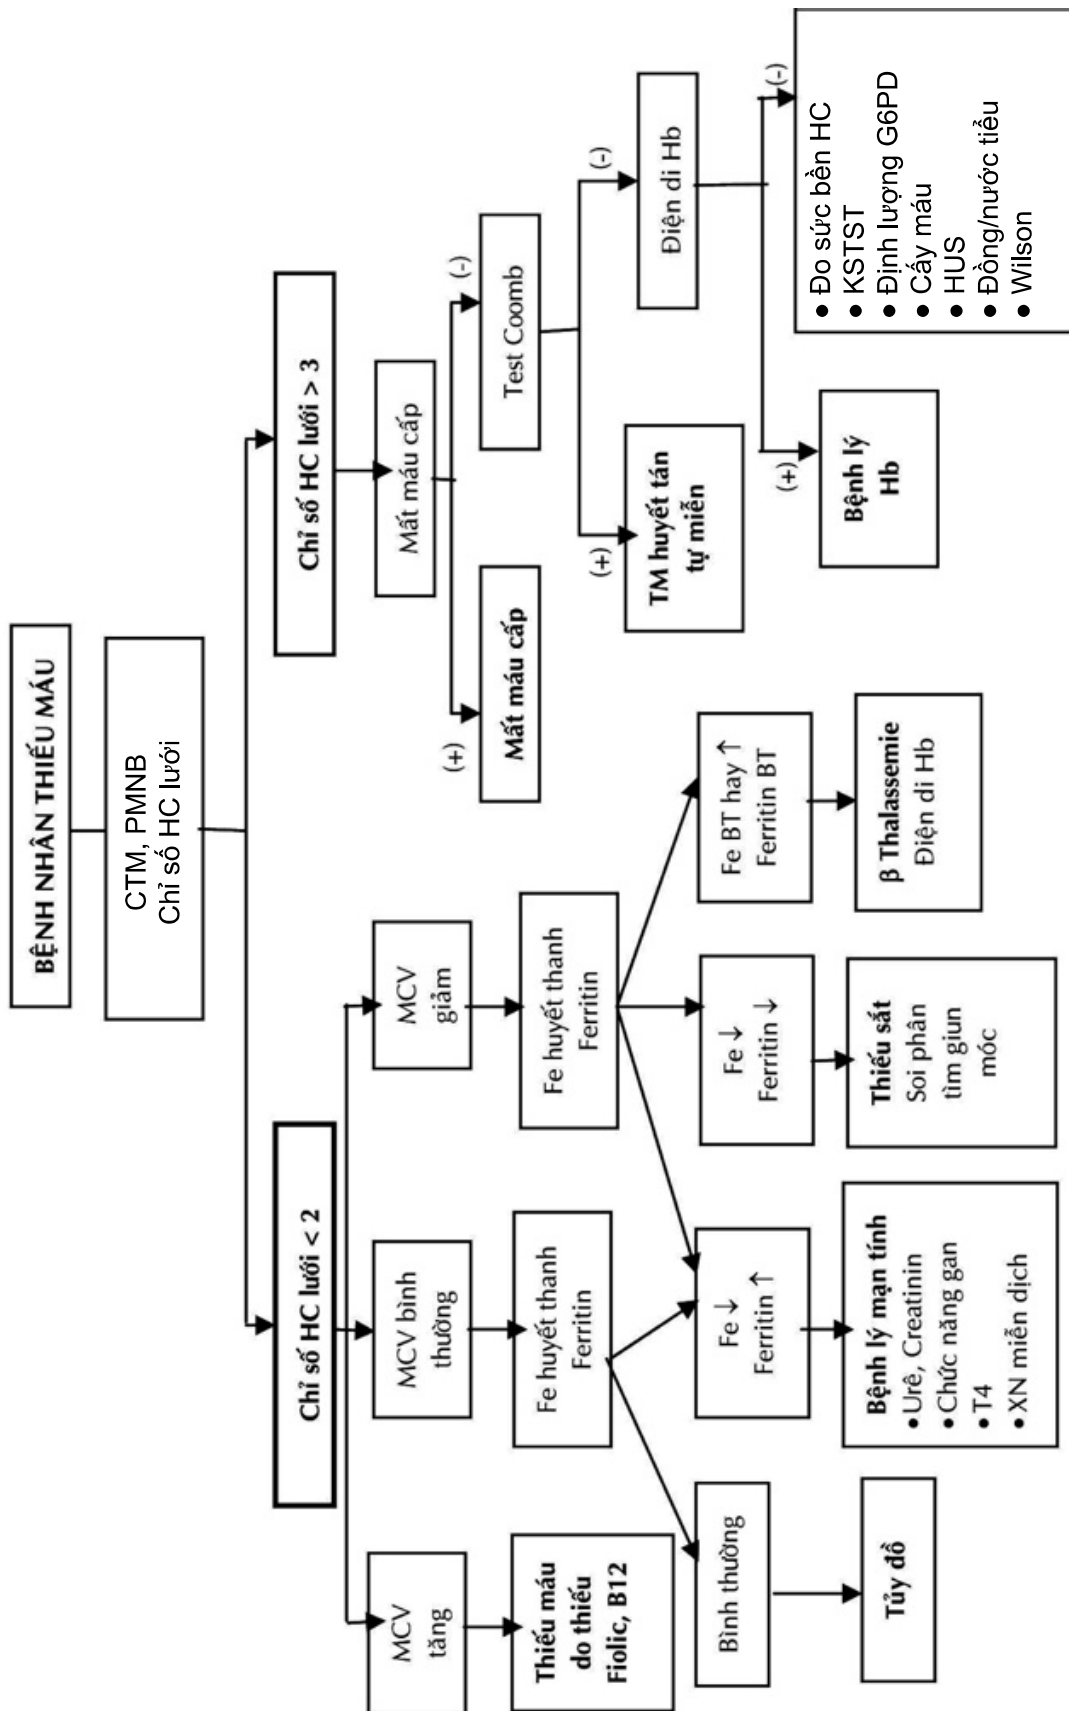 BỆNH NHÂN THIẾU MÁU
CTM, PMNB
Chỉ số HC lưới
Chỉ số HC lưới < 2
Chỉ số HC lưới > 3
MCV
tăng
MCV bình
thường
MCV
giảm
Mất máu cấp
Thiếu máu
do thiếu
Fiolic, B12
Fe huyết thanh
Ferritin
Fe huyết thanh
Ferritin
(+)
Mất máu cấp
(-)
Test Coomb
Bình thường
Fe ↓
Ferritin ↑
Fe ↓
Ferritin ↓
Fe BT hay ↑
Ferritin BT
(+)
TM huyết tán
tự miễn
(-)
Điện di Hb
Tủy đồ
Bệnh lý mạn tính
•Urê, Creatinin
•Chức năng gan
•T4
•XN miễn dịch
Thiếu sắt
Soi phân
tìm giun
móc
β Thalassemie
Điện di Hb
(+)
Bệnh lý
Hb
(-)
• Đo sức bền HC
• KSTST
• Định lượng G6PD
• Cấy máu
• HUS
• Đồng/nước tiểu
• Wilson